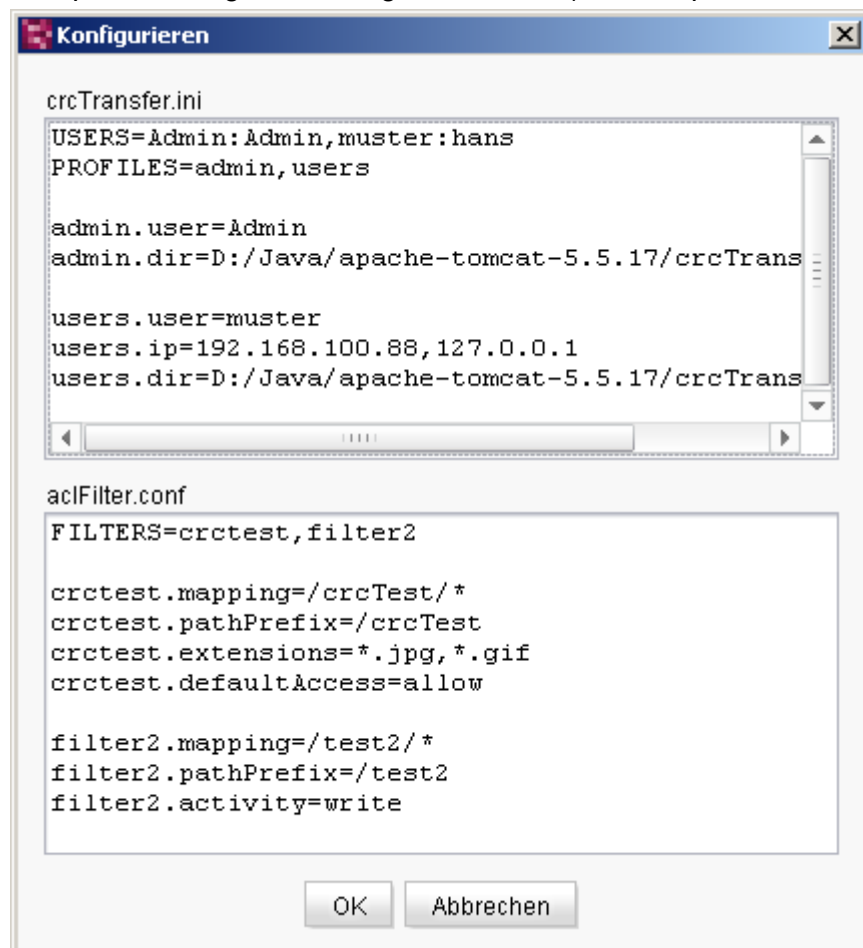 Konfigurieren
crcTransfer.ini
USERS=Admin:Admin,muster:hans
PROFILES=admin,users
admin.user=Admin
admin.dir=D:/Java/apache-tomcat-5.5.17/crcTrans
users.user=muster
users.ip=192.168.100.88,127.0.0.1
users.dir=D:/Java/apache-tomcat-5.5.17/crcTrans
aclFilter.conf
FILTERS=crctest,filter2
crctest.mapping=/crcTest/*
crctest.pathPrefix=/crcTest
crctest.extensions=*.jpg,*.gif
crctest.defaultAccess=allow
filter2.mapping=/test2/*
filter2.pathPrefix=/test2
filter2.activity=write
OK Abbrechen